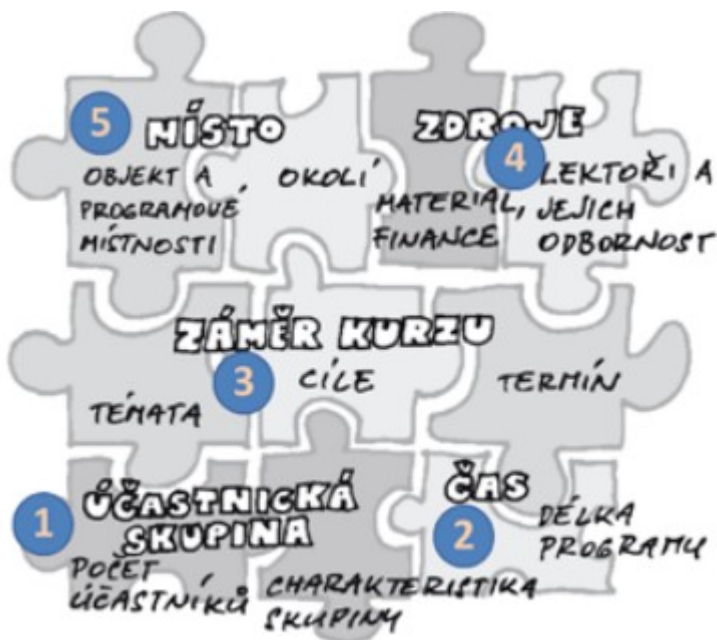 5 MÍSTO
OBJEKT A
PROGRAMOVÉ
MÍSTNOSTI
OKOLÍ
ZDROJE
4
MATERIÁL,
FINANCE
LEKTOŘI A
JEJICH
ODBORNOST
ZÁMĚR KURZU
3
CÍLE
TÉMATA
TERMÍN
1 ÚČASTNICKÁ
SKUPINA
POČET
ÚČASTNÍKŮ
CHARAKTERISTIKA
SKUPINY
ČAS
2
DÉLKA
PROGRAMU